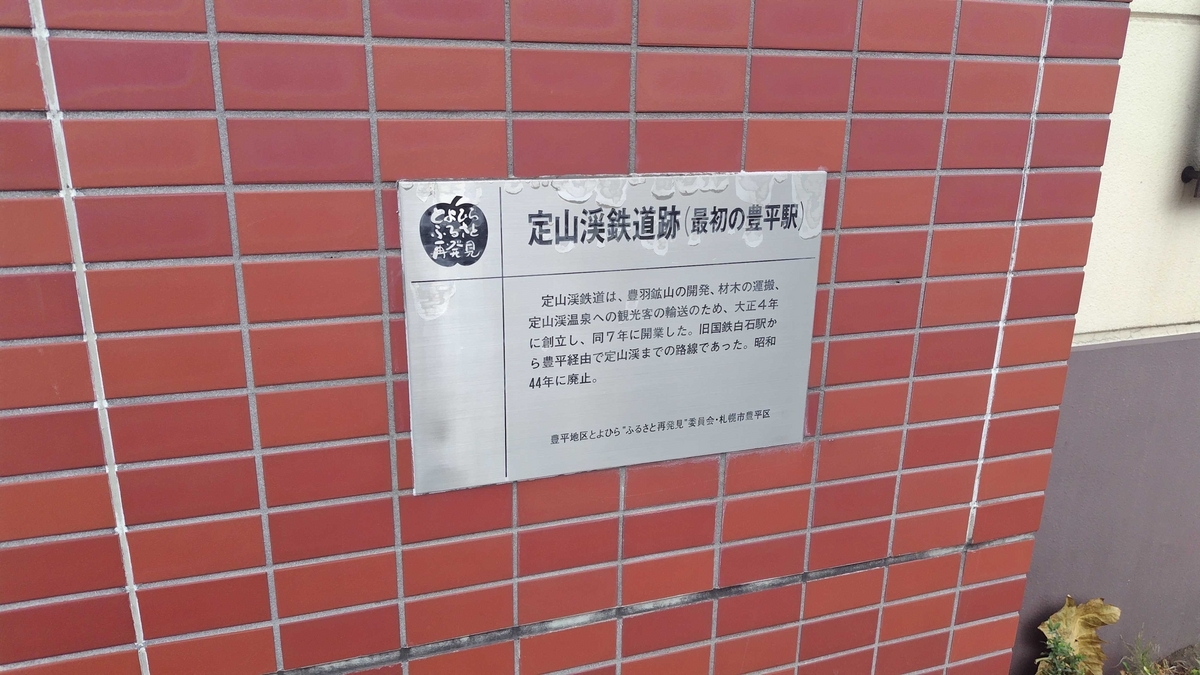 とよひら
ふるさと
再発見
定山渓鉄道跡(最初の豊平駅)
定山渓鉄道は、豊羽鉱山の開発、材木の運搬、
定山渓温泉への観光客の輸送のため、大正4年
に創立し、同7年に開業した。旧国鉄白石駅か
ら豊平経由で定山渓までの路線であった。昭和
44年に廃止。
豊平地区とよひら"ふるさと再発見"委員会・札幌市豊平区